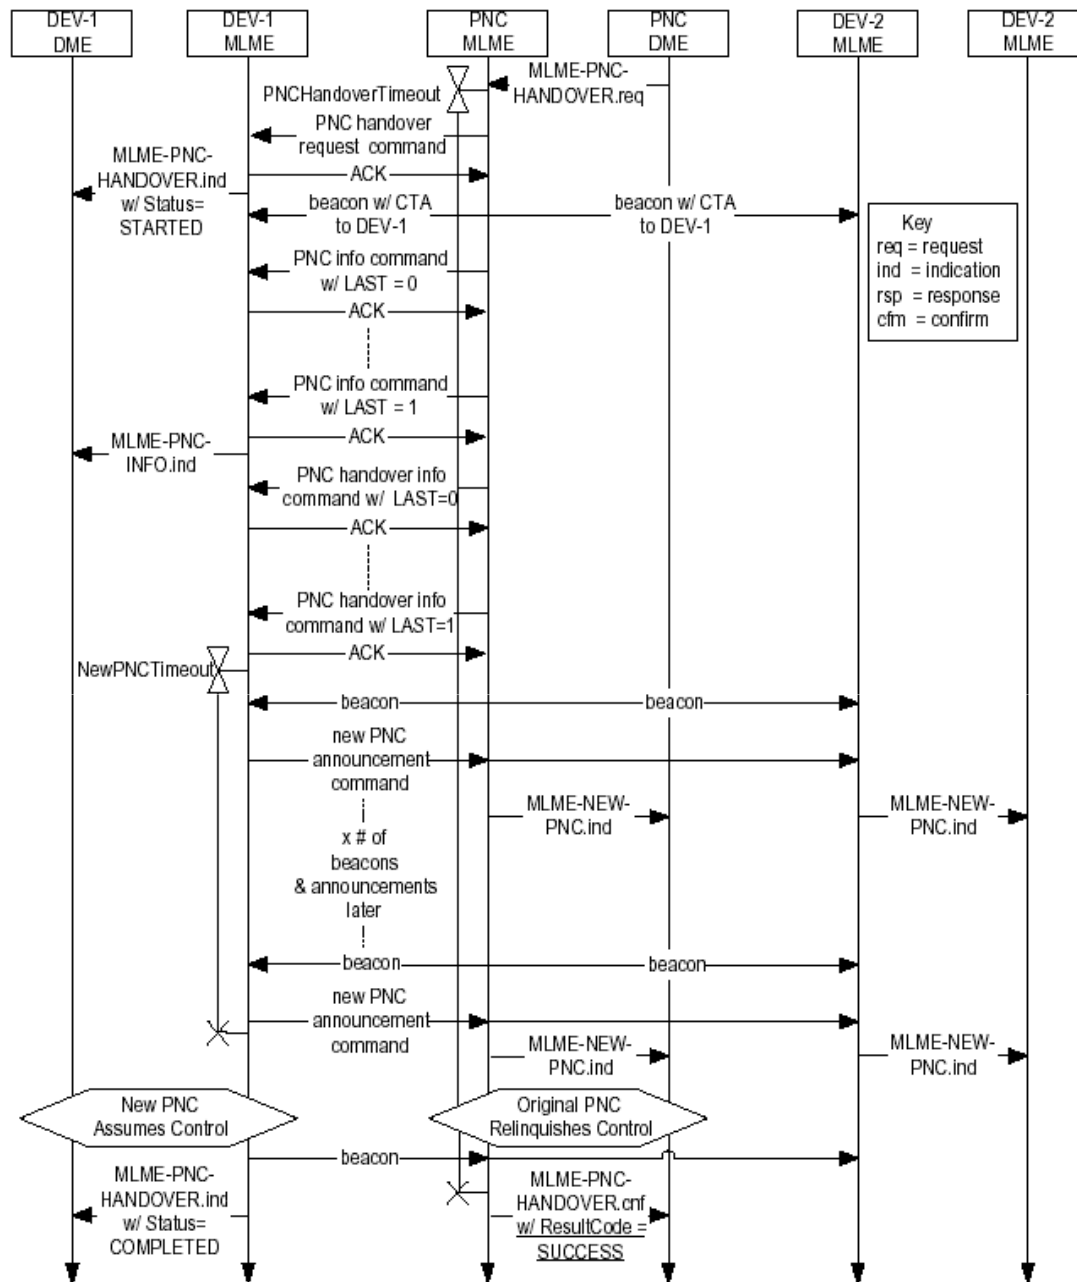 DEV-1
DME
DEV-1
MLME
PNC
MLME
PNC
DME
DEV-2
MLME
DEV-2
MLME
MLME-PNC-
HANDOVER.req
PNCHandoverTimeout
PNC handover
request command
MLME-PNC-
HANDOVER.ind
w/ Status=
STARTED
ACK
beacon w/ CTA
to DEV-1
beacon w/ CTA
to DEV-1
Key
req = request
ind = indication
rsp = response
cfm = confirm
PNC info command
w/ LAST = 0
ACK
PNC info command
w/ LAST = 1
ACK
MLME-PNC-
INFO.ind
PNC handover info
command w/ LAST=0
ACK
PNC handover info
command w/ LAST=1
ACK
NewPNCTimeout
beacon
beacon
new PNC
announcement
command
MLME-NEW-
PNC.ind
MLME-NEW-
PNC.ind
x # of
beacons
& announcements
later
beacon
beacon
new PNC
announcement
command
MLME-NEW-
PNC.ind
MLME-NEW-
PNC.ind
New PNC
Assumes Control
Original PNC
Relinquishes Control
beacon
MLME-PNC-
HANDOVER.ind
w/ Status=
COMPLETED
MLME-PNC-
HANDOVER.cnf
w/ ResultCode =
SUCCESS